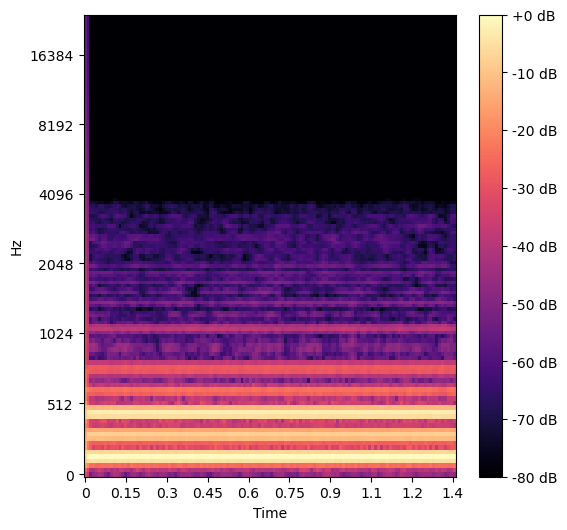 +0 dB
16384
-10 dB
8192
-20 dB
4096
-30 dB
Hz
-40 dB
2048
-50 dB
1024
-60 dB
512
-70 dB
0
-80 dB
0 0.15 0.3 0.45 0.6 0.75 0.9 1.1 1.2 1.4
Time